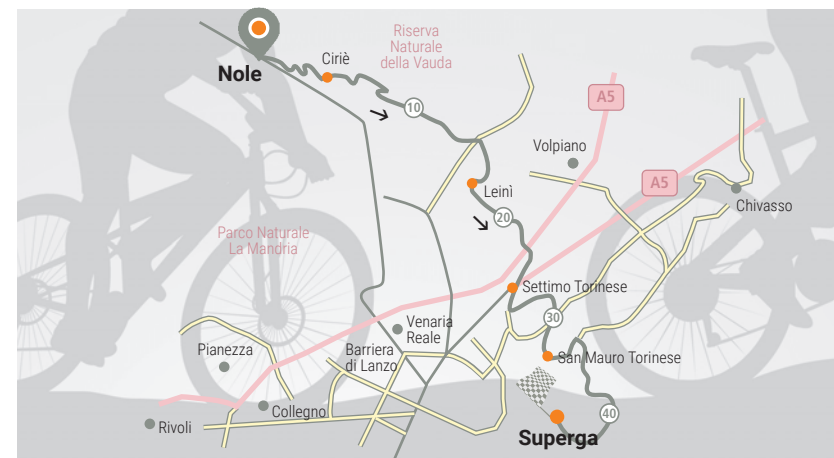 Riserva
Naturale
della Vauda
Nole
Ciriè
10
A5
Volpiano
A5
Leinì
Chivasso
20
Parco Naturale
La Mandria
Settimo Torinese
30
Venaria
Reale
Pianezza
Barriera
di Lanzo
San Mauro Torinese
Collegno
40
Rivoli
Superga